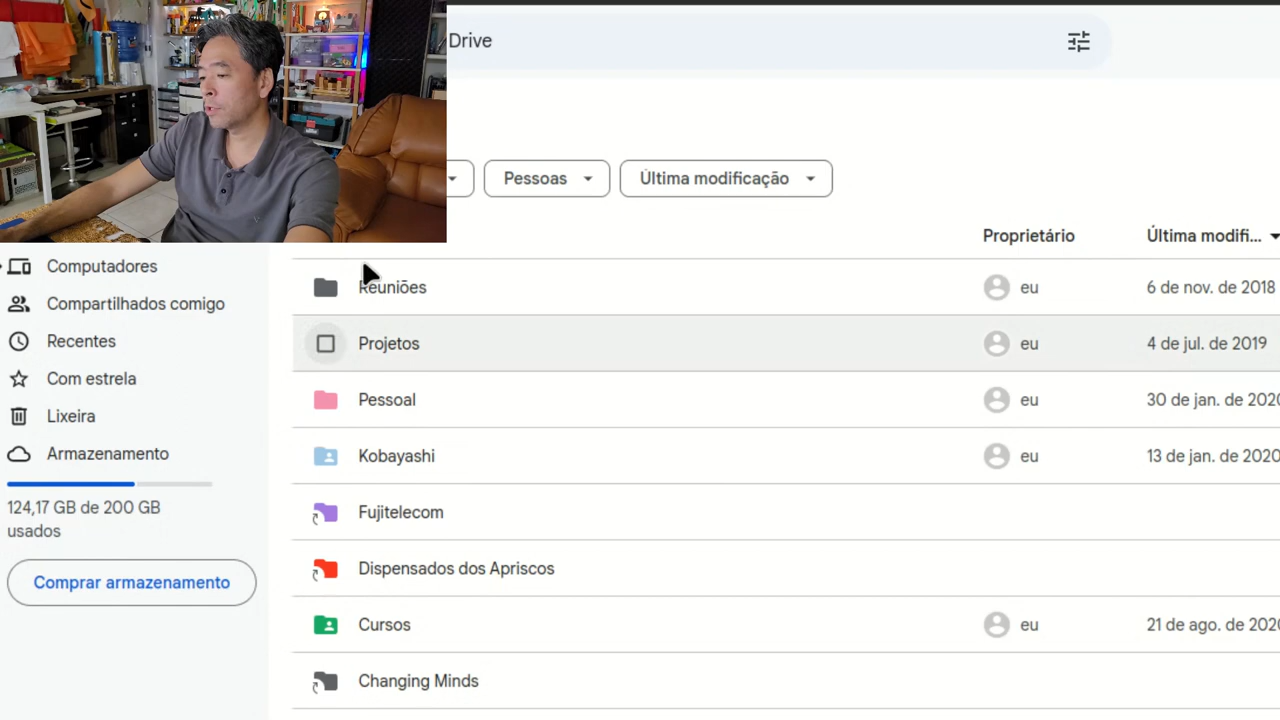 Drive
Pessoas
Última modificação
Proprietário
Última modifi...
Computadores
Compartilhados comigo
Recentes
Com estrela
Lixeira
Armazenamento
124,17 GB de 200 GB
usados
Comprar armazenamento
Reuniões eu 6 de nov. de 2018
Projetos eu 4 de jul. de 2019
Pessoal eu 30 de jan. de 2020
Kobayashi eu 13 de jan. de 2020
Fujitelecom
Dispensados dos Apriscos
Cursos eu 21 de ago. de 2020
Changing Minds